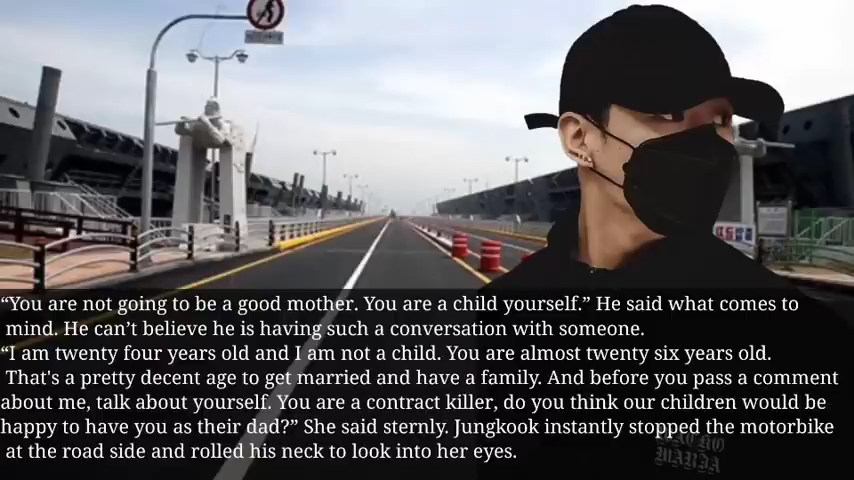 “You are not going to be a good mother. You are a child yourself.” He said what comes to
mind. He can’t believe he is having such a conversation with someone.
“I am twenty four years old and I am not a child. You are almost twenty six years old.
That's a pretty decent age to get married and have a family. And before you pass a comment
about me, talk about yourself. You are a contract killer, do you think our children would be
happy to have you as their dad?” She said sternly. Jungkook instantly stopped the motorbike
at the road side and rolled his neck to look into her eyes.